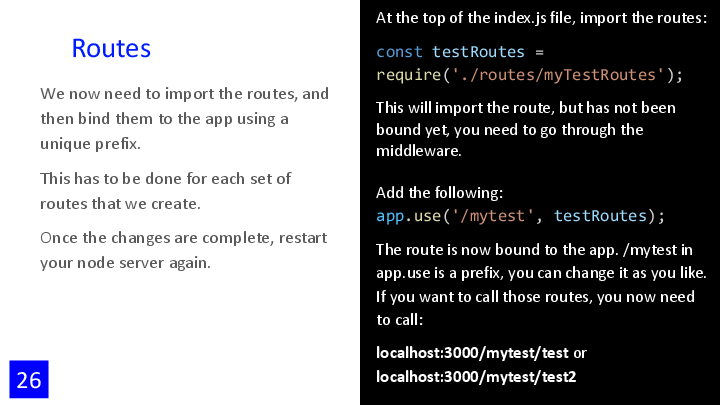 Routes
We now need to import the routes, and
then bind them to the app using a
unique prefix.
This has to be done for each set of
routes that we create.
Once the changes are complete, restart
your node server again.
26
At the top of the index.js file, import the routes:
const testRoutes =
require('./routes/myTestRoutes');
This will import the route, but has not been
bound yet, you need to go through the
middleware.
Add the following:
app.use('/mytest', testRoutes);
The route is now bound to the app. /mytest in
app.use is a prefix, you can change it as you like.
If you want to call those routes, you now need
to call:
localhost:3000/mytest/test or
localhost:3000/mytest/test2